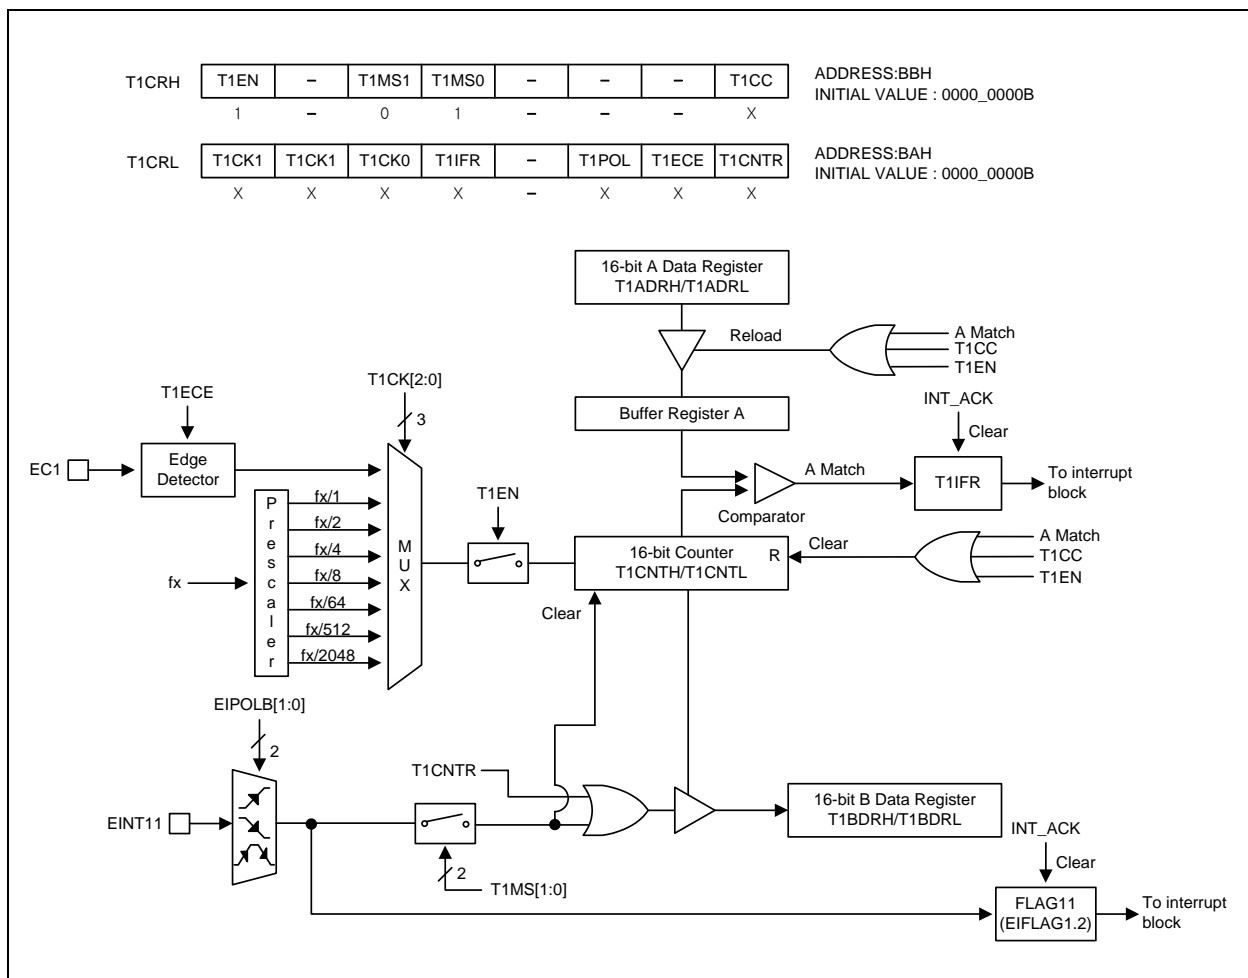 T1CRH T1EN – T1MS1 T1MS0 – – – T1CC ADDRESS:BBH
INITIAL VALUE : 0000_0000B
1 – 0 1 – – – X
T1CRL T1CK1 T1CK1 T1CK0 T1IFR – T1POL T1ECE T1CNTR ADDRESS:BAH
INITIAL VALUE : 0000_0000B
X X X X – X X X
16-bit A Data Register
T1ADRH/T1ADRL
Reload
A Match
T1CC
T1EN
T1CK[2:0]
3
T1ECE
Buffer Register A
INT_ACK
Clear
EC1
Edge
Detector
A Match
T1IFR
To interrupt
block
Comparator
Prescaler
fx/1
fx/2
fx/4
fx/8
fx/64
fx/512
fx/2048
fx
MUX
T1EN
16-bit Counter
T1CNTH/T1CNTL
R
Clear
A Match
T1CC
T1EN
Clear
EIPOLB[1:0]
2
T1CNTR
EINT11
2
T1MS[1:0]
16-bit B Data Register
T1BDRH/T1BDRL
INT_ACK
Clear
FLAG11
(EIFLAG1.2)
To interrupt
block